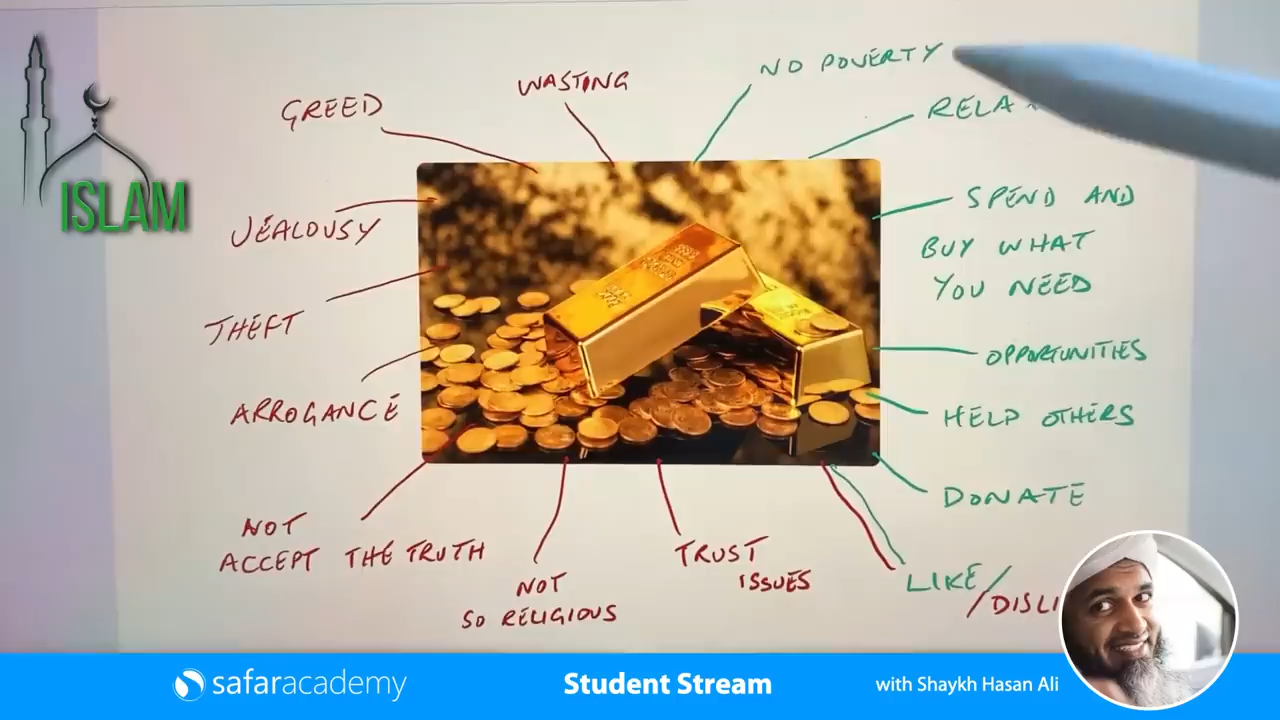 ISLAM
WASTING
NO POVERTY
GREED
SPEND AND
BUY WHAT
YOU NEED
JEALOUSY
THEFT
OPPORTUNITIES
ARROGANCE
HELP OTHERS
DONATE
NOT
ACCEPT THE TRUTH
NOT
SO RELIGIOUS
TRUST
ISSUES
LIKE/
safaracademy
Student Stream
with Shaykh Hasan Ali